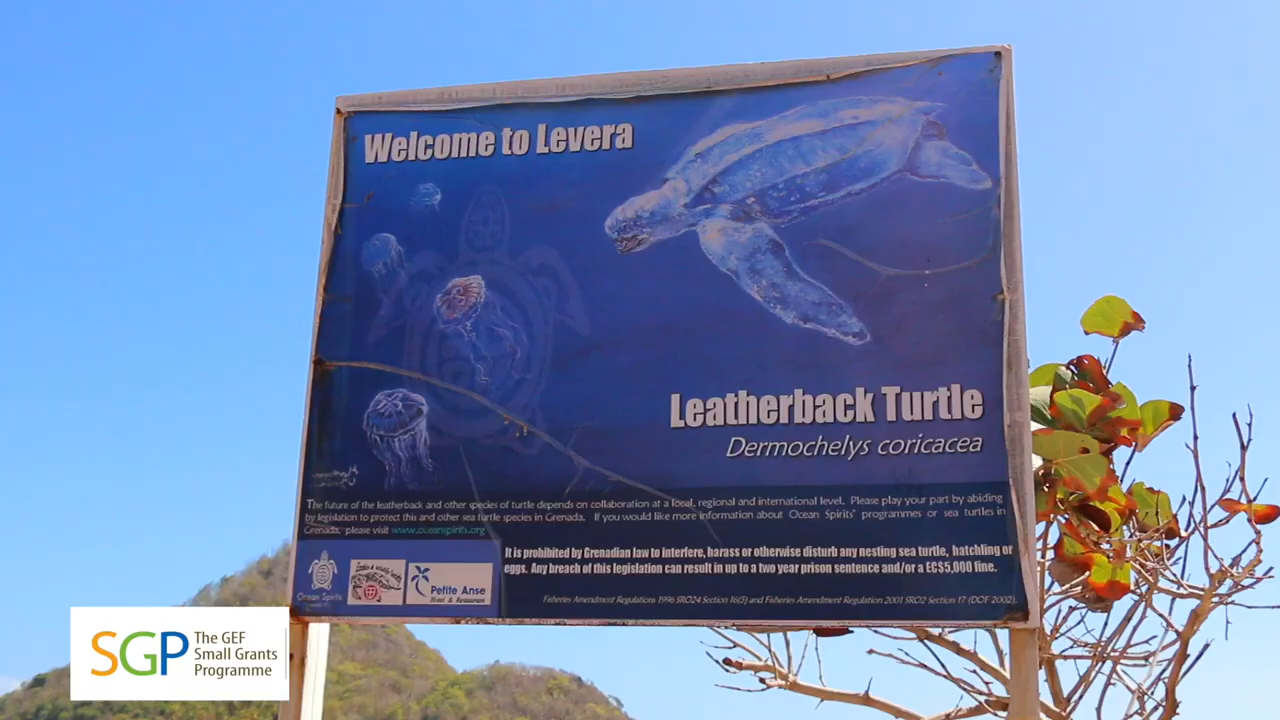 Welcome to Levera
Leatherback Turtle
Dermochelys coricacea
The future of the leatherback and other species of turtle depends on collaboration at a local, regional and international level. Please play your part by abiding
by legislation to protect this and other sea turtle species in Grenada. If you would like more information about Ocean Spirits' programmes or sea turtles in
Grenada, please visit www.oceanspirits.org
It is prohibited by Grenadian law to interfere, harass or otherwise disturb any nesting sea turtle, hatchling or
eggs. Any breach of this legislation can result in up to a two year prison sentence and/or a EC$5,000 fine.
Fisheries Amendment Regulations 1996 SRO24 Section 16(5) and Fisheries Amendment Regulation 2001 SRO2 Section 17 (DOF 2002).
Ocean Spirits
Petite Anse
Hotel & Restaurant
SGP
The GEF
Small Grants
Programme